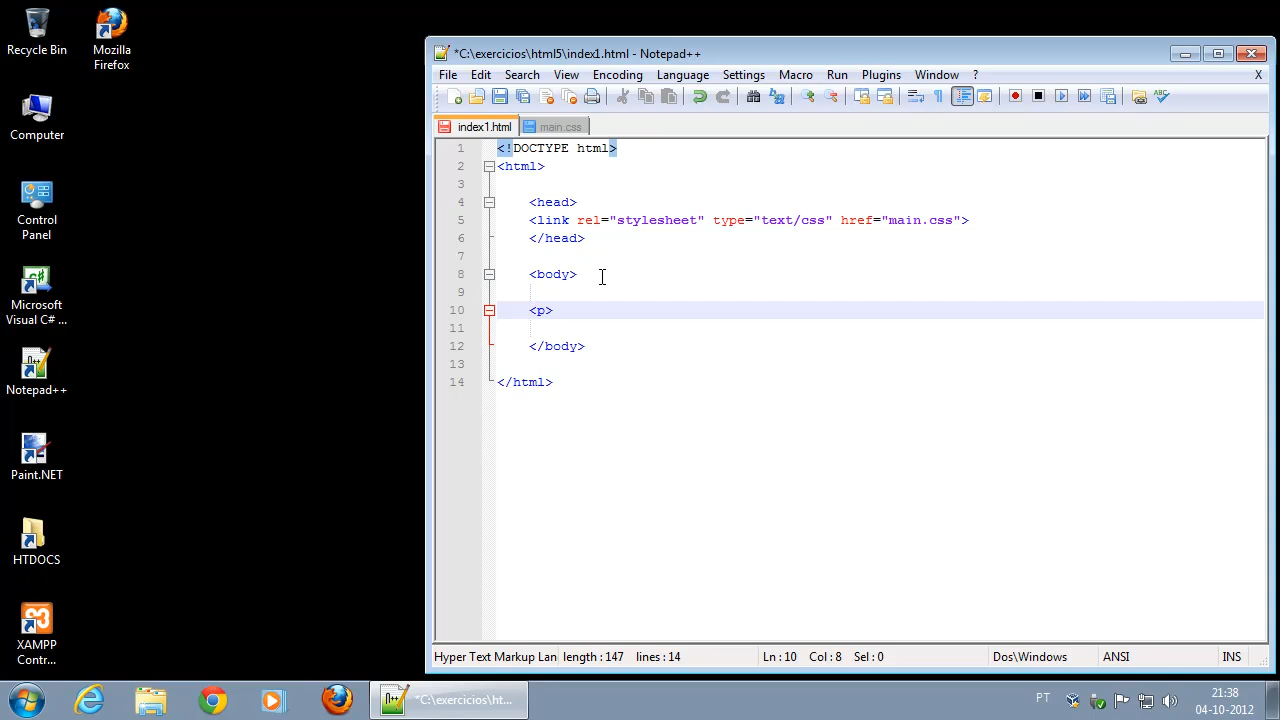 Recycle Bin
Mozilla
Firefox
Computer
Control
Panel
Microsoft
Visual C# ...
Notepad++
Paint.NET
HTDOCS
XAMPP
Contr...
*C:\exercicios\html5\index1.html - Notepad++
File Edit Search View Encoding Language Settings Macro Run Plugins Window ? X
index1.html main.css
1 <!DOCTYPE html>
2 <html>
3
4 <head>
5 <link rel="stylesheet" type="text/css" href="main.css">
6 </head>
7
8 <body>
9
10 <p>
11
12 </body>
13
14 </html>
Hyper Text Markup Lan length : 147 lines : 14 Ln : 10 Col : 8 Sel : 0 Dos\Windows ANSI INS
*C:\exercicios\ht...
PT
21:38
04-10-2012